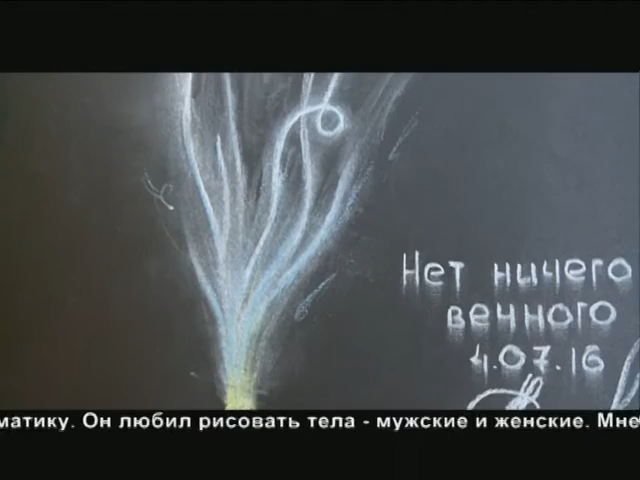 Нет ничего
вечного
4.07.16
матику. Он любил рисовать тела - мужские и женские. Мне